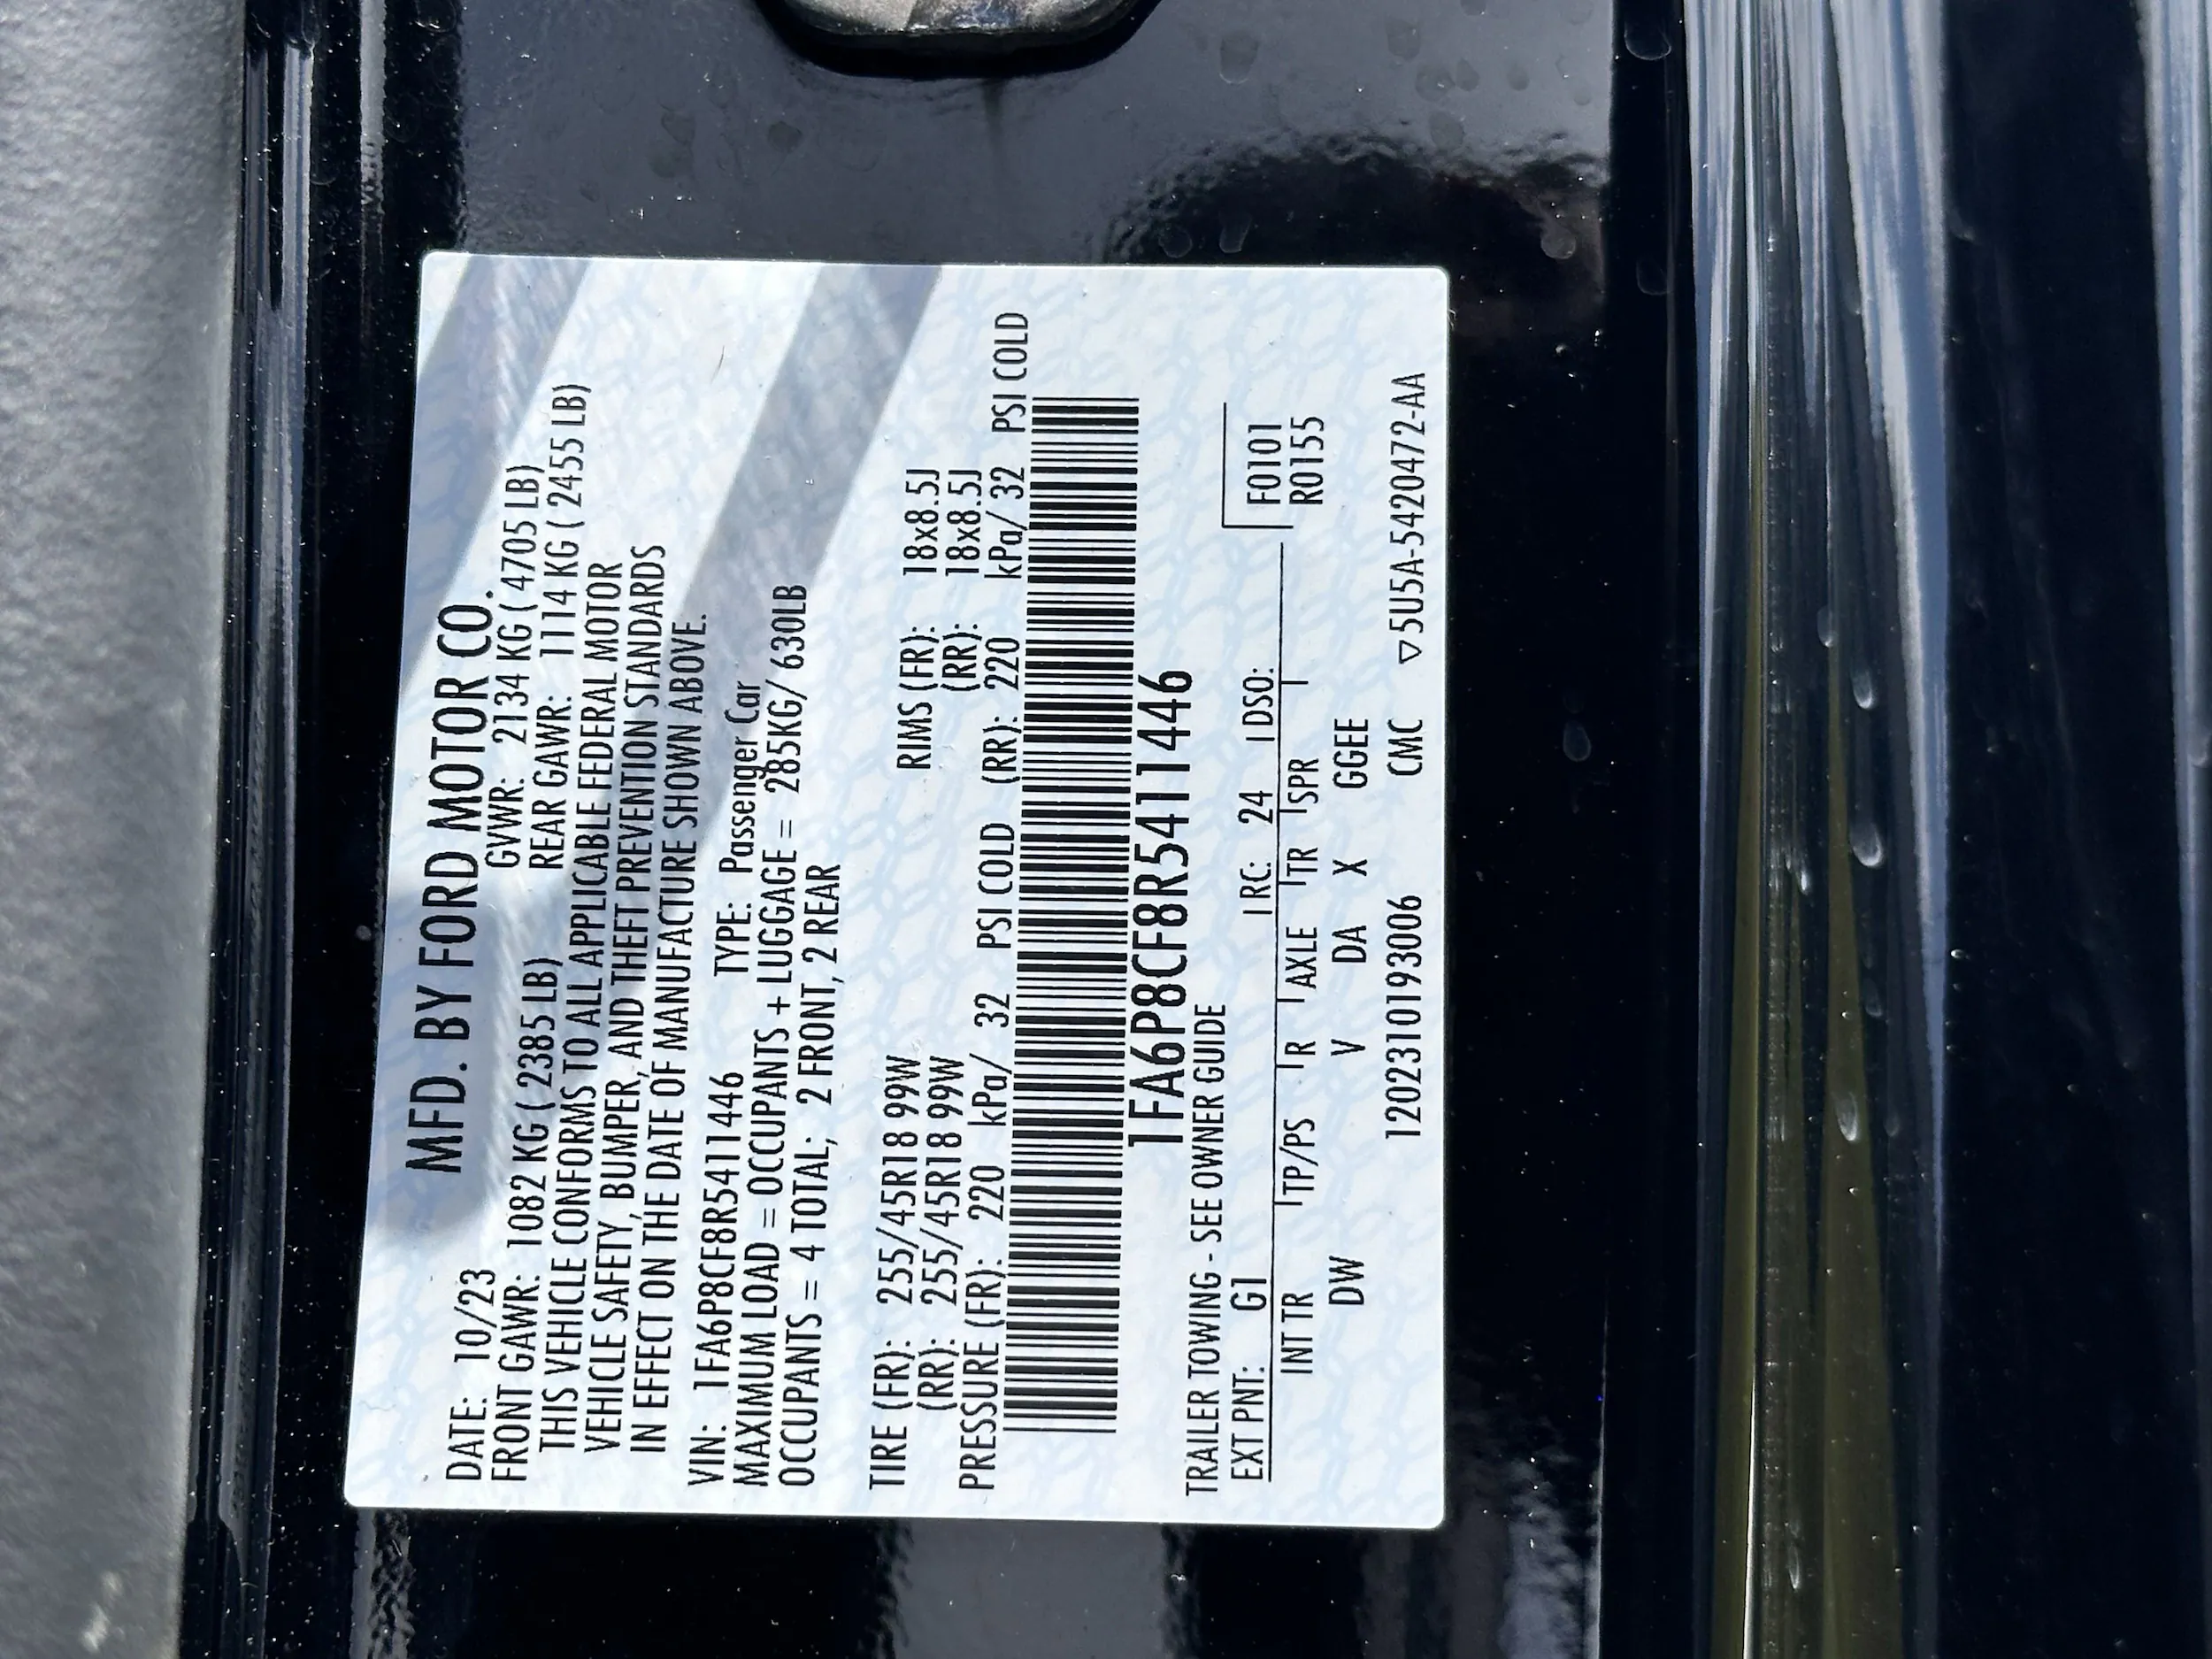 MFD. BY FORD MOTOR CO.
DATE: 10/23 GVWR: 2134 KG ( 4705 LB)
FRONT GAWR: 1082 KG ( 2385 LB) REAR GAWR: 1114 KG ( 2455 LB)
THIS VEHICLE CONFORMS TO ALL APPLICABLE FEDERAL MOTOR
VEHICLE SAFETY, BUMPER, AND THEFT PREVENTION STANDARDS
IN EFFECT ON THE DATE OF MANUFACTURE SHOWN ABOVE.
VIN: 1FA6P8CF8R5411446 TYPE: Passenger Car
MAXIMUM LOAD = OCCUPANTS + LUGGAGE = 285KG/ 630LB
OCCUPANTS = 4 TOTAL; 2 FRONT, 2 REAR
TIRE (FR): 255/45R18 99W RIMS (FR): 18x8.5J
(RR): 255/45R18 99W (RR): 18x8.5J
PRESSURE (FR): 220 kPa/ 32 PSI COLD (RR): 220 kPa/ 32 PSI COLD
1FA6P8CF8R5411446
TRAILER TOWING - SEE OWNER GUIDE
EXT PNT: G1 RC: 24 DSO: F0101
INT TR TP/PS R AXLE TR SPR R0155
DW V DA X GGEE
1202310193006 CMC ▽5U5A-5420472-AA